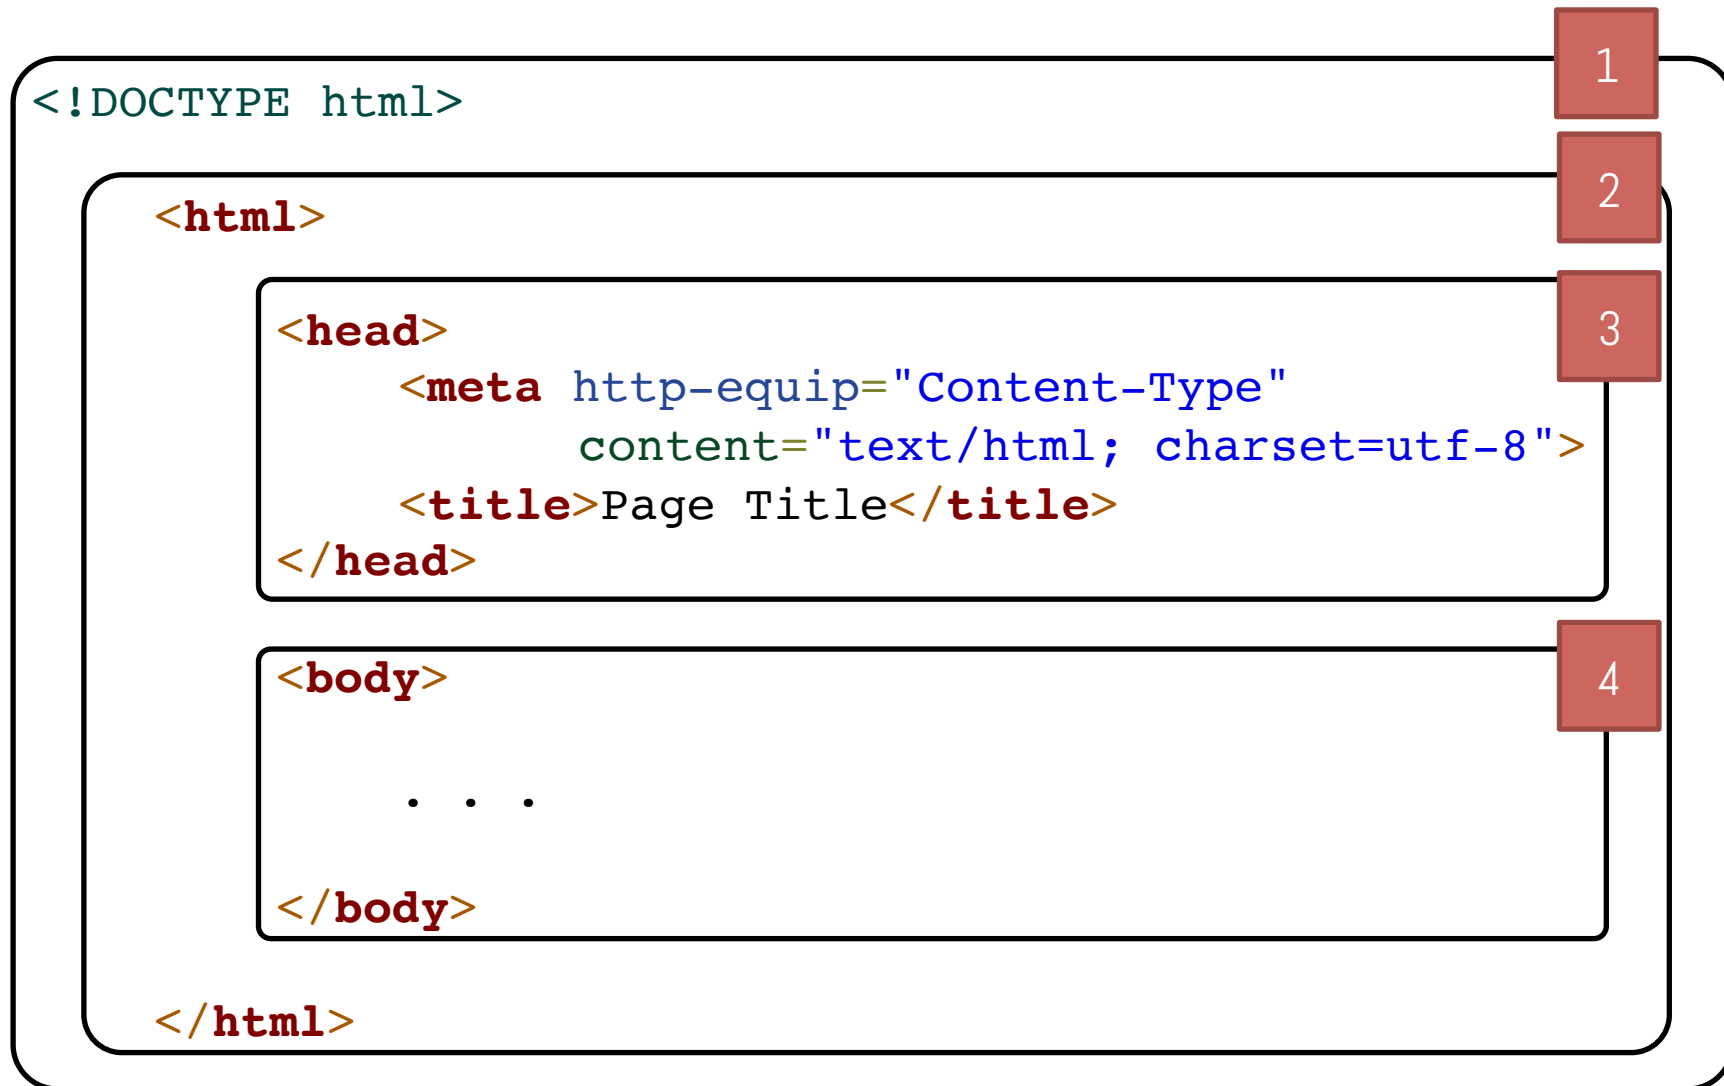 1
<!DOCTYPE html>
2
<html>
3
<head>
<meta http-equip="Content-Type"
content="text/html; charset=utf-8">
<title>Page Title</title>
</head>
4
<body>
. . .
</body>
</html>